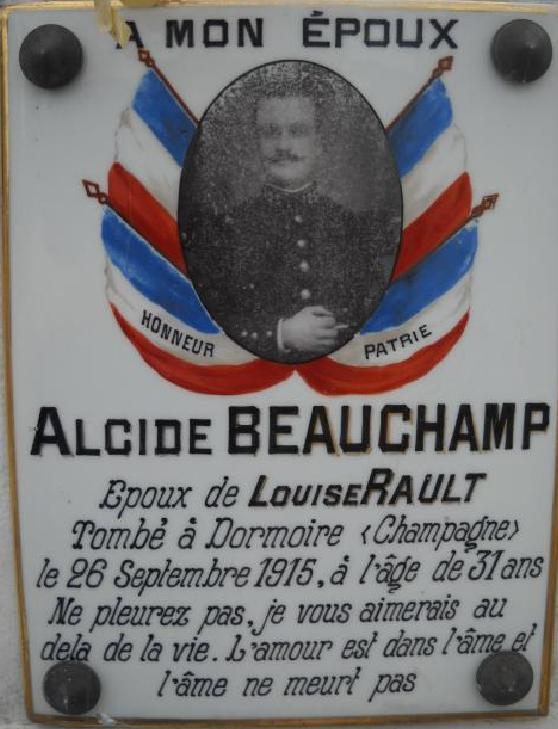 A MON ÉPOUX
HONNEUR
PATRIE
ALCIDE BEAUCHAMP
Epoux de LOUISE RAULT
Tombé à Dormoire <Champagne>
le 26 Septembre 1915, à l'âge de 31 ans
Ne pleurez pas, je vous aimerais au
dela de la vie. L'amour est dans l'âme et
l'âme ne meurt pas